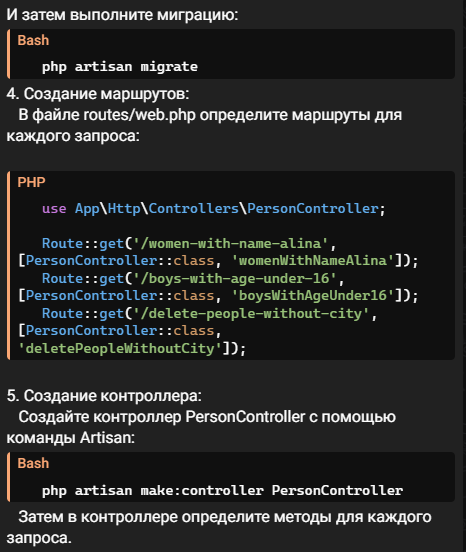 И затем выполните миграцию:
Bash
php artisan migrate
4. Создание маршрутов:
В файле routes/web.php определите маршруты для
каждого запроса:
PHP
use App\Http\Controllers\PersonController;
Route::get('/women-with-name-alina',
[PersonController::class, 'womenWithNameAlina']);
Route::get('/boys-with-age-under-16',
[PersonController::class, 'boysWithAgeUnder16']);
Route::get('/delete-people-without-city',
[PersonController::class,
'deletePeopleWithoutCity']);
5. Создание контроллера:
Создайте контроллер PersonController с помощью
команды Artisan:
Bash
php artisan make:controller PersonController
Затем в контроллере определите методы для каждого
запроса.